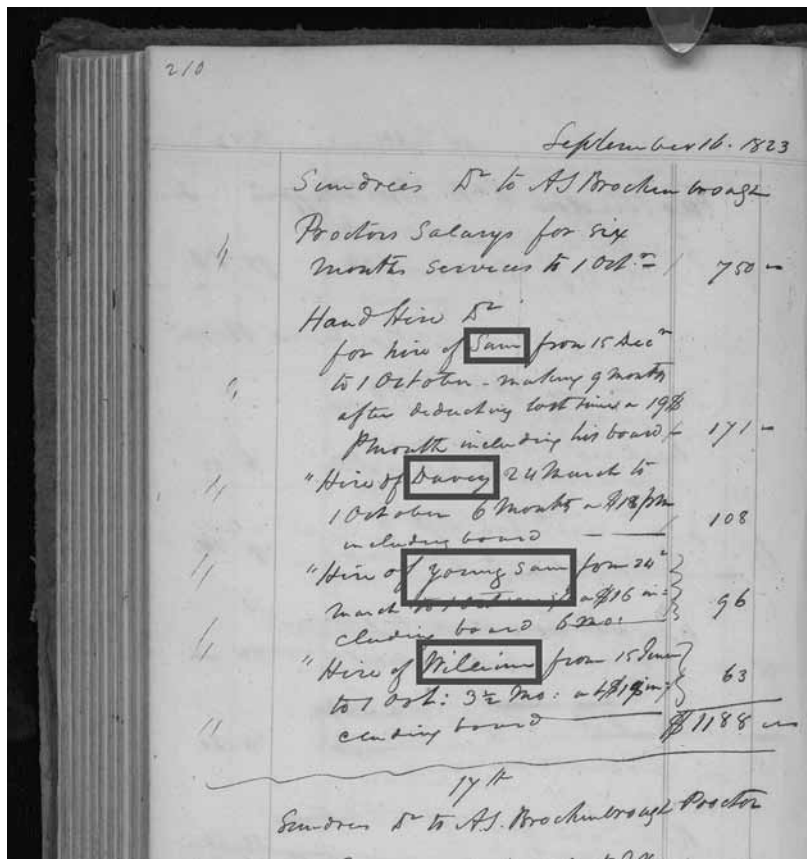 210
September 16. 1823
Sundries Dr to AS Brockenbrough
Proctors Salary for six
months services to 1 Octr / 750 "
Hand Hire Dr
for hire of Sam from 15 Decr
to 1 October - making 9 months
after deducting lost time a 19$
P month including his board / 171 "
"Hire of Davey 24 March to
1 October 6 Months a $18 pm
including board 108
"Hire of young Sam from 24"
March to 1 a $16 in=
cluding board 6 mo: 96
"Hire of William from 15 June
to 1 Oct: 3½ Mo: a in:
cluding board 63
$1188
17th
Sundries Dr to A.S. Brockenbrough Proctor